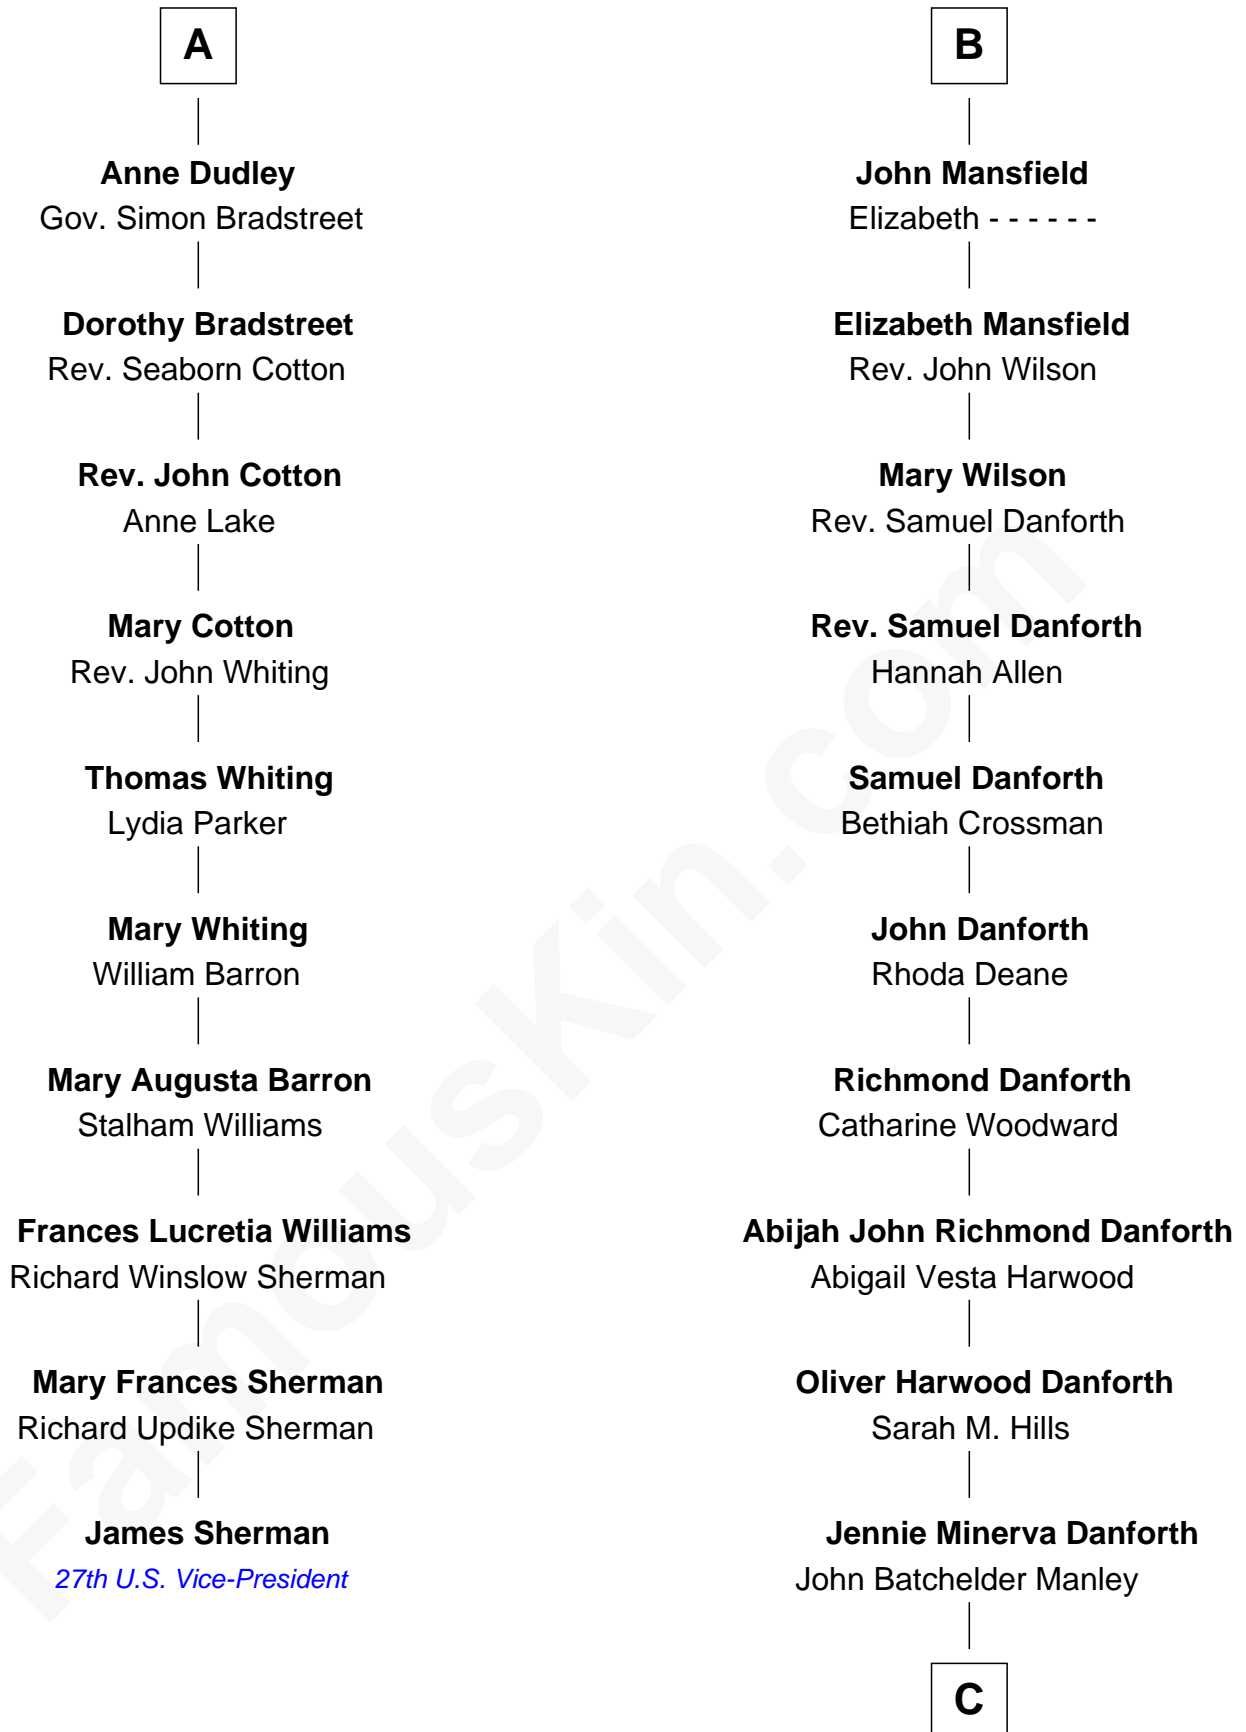 A
Anne Dudley
Gov. Simon Bradstreet
Dorothy Bradstreet
Rev. Seaborn Cotton
Rev. John Cotton
Anne Lake
Mary Cotton
Rev. John Whiting
Thomas Whiting
Lydia Parker
Mary Whiting
William Barron
Mary Augusta Barron
Stalham Williams
Frances Lucretia Williams
Richard Winslow Sherman
Mary Frances Sherman
Richard Updike Sherman
James Sherman
27th U.S. Vice-President
B
John Mansfield
Elizabeth - - - - - -
Elizabeth Mansfield
Rev. John Wilson
Mary Wilson
Rev. Samuel Danforth
Rev. Samuel Danforth
Hannah Allen
Samuel Danforth
Bethiah Crossman
John Danforth
Rhoda Deane
Richmond Danforth
Catharine Woodward
Abijah John Richmond Danforth
Abigail Vesta Harwood
Oliver Harwood Danforth
Sarah M. Hills
Jennie Minerva Danforth
John Batchelder Manley
C
FamousKin.com